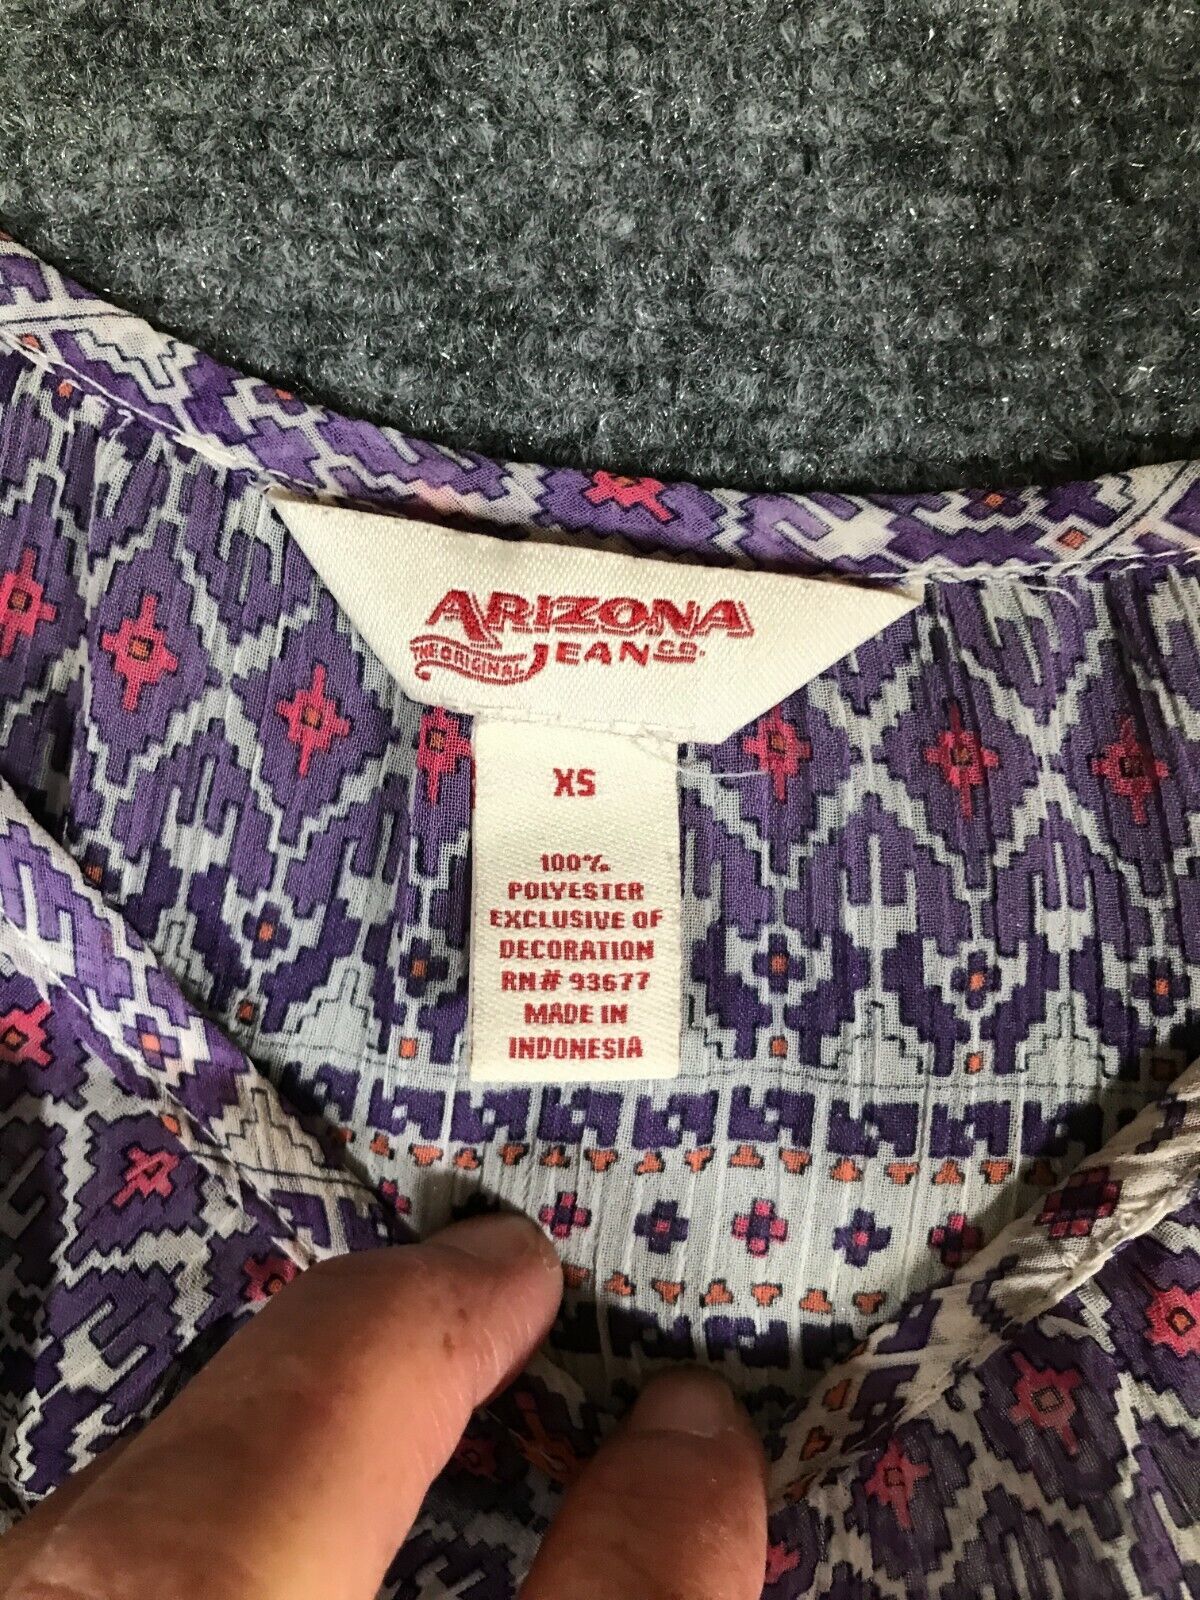 ARIZONA
THE ORIGINAL JEAN CO.
XS
100%
POLYESTER
EXCLUSIVE OF
DECORATION
RN# 93677
MADE IN
INDONESIA